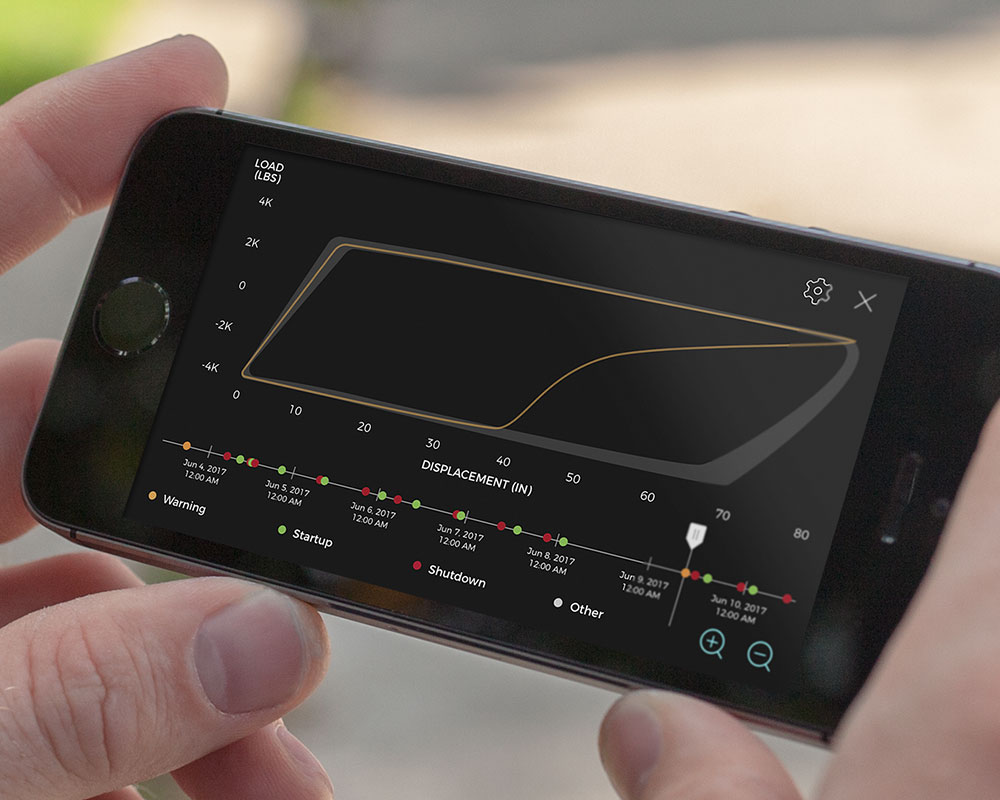 LOAD
(LBS)
4K
2K
0
-2K
-4K
0
10
20
30
40
50
60
70
80
DISPLACEMENT (IN)
Jun 4, 2017
12:00 AM
Jun 5, 2017
12:00 AM
Jun 6, 2017
12:00 AM
Jun 7, 2017
12:00 AM
Jun 8, 2017
12:00 AM
Jun 9, 2017
12:00 AM
Jun 10, 2017
12:00 AM
Warning
Startup
Shutdown
Other